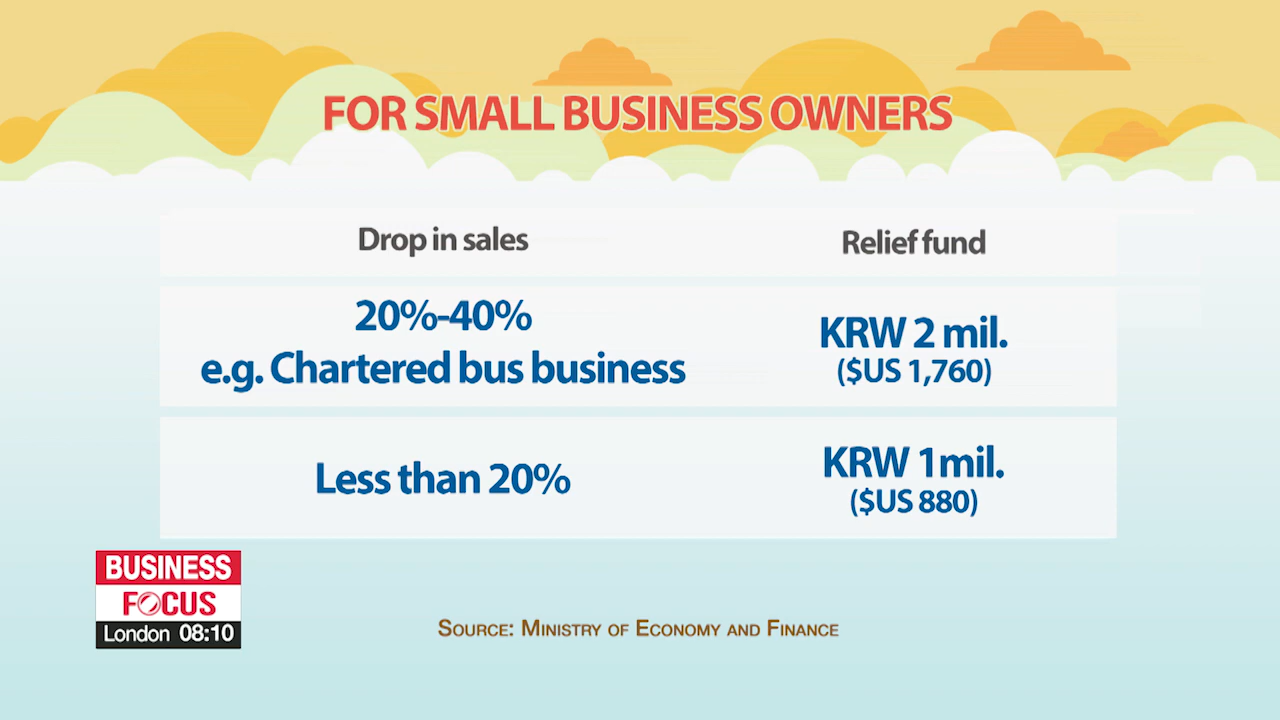 FOR SMALL BUSINESS OWNERS
Drop in sales
Relief fund
20%-40%
e.g. Chartered bus business
KRW 2 mil.
($US 1,760)
Less than 20%
KRW 1mil.
($US 880)
BUSINESS
FOCUS
London 08:10
SOURCE: MINISTRY OF ECONOMY AND FINANCE